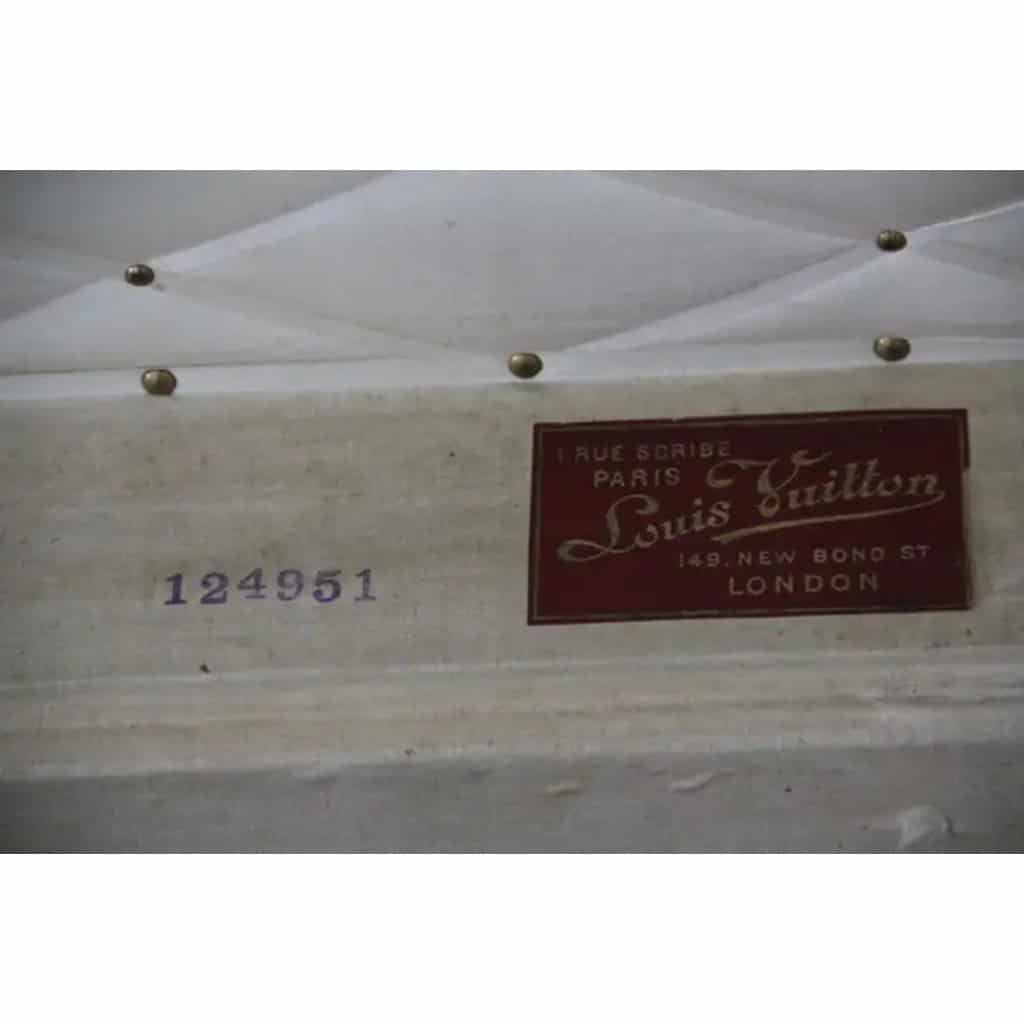 1 RUE SCRIBE
PARIS
Louis Vuitton
149. NEW BOND ST
LONDON
124951